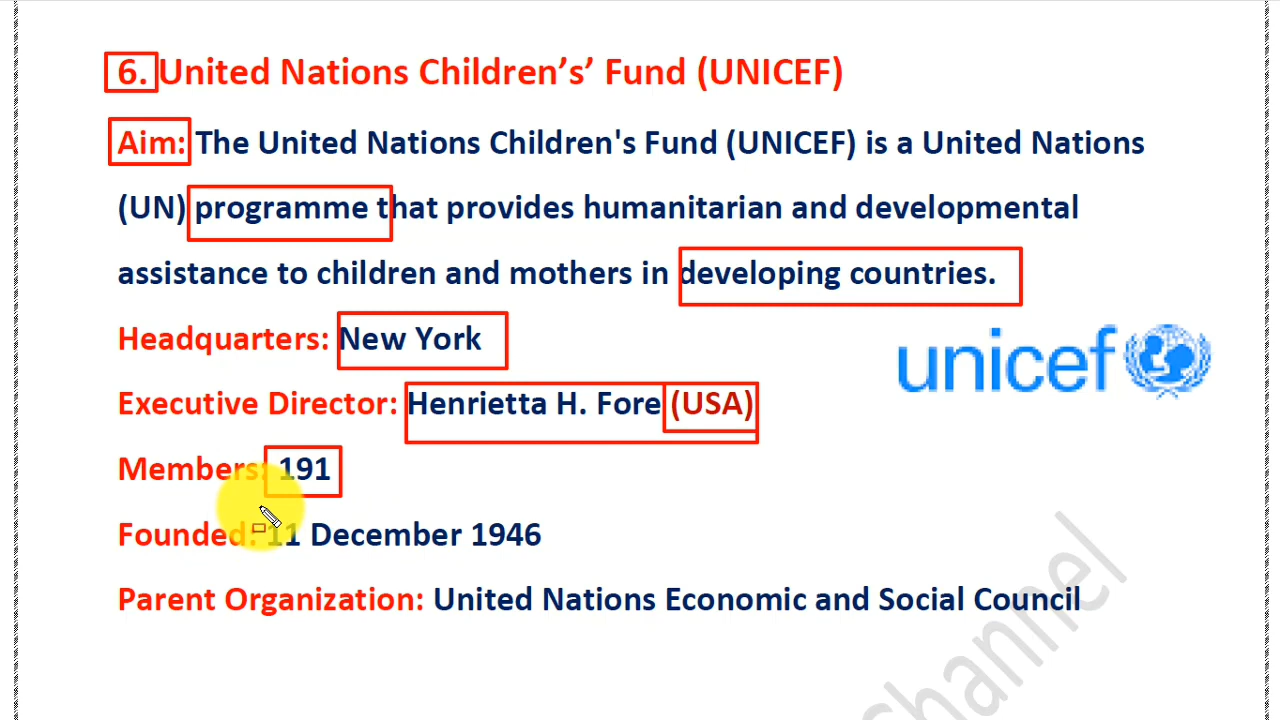 6. United Nations Children’s’ Fund (UNICEF)
Aim: The United Nations Children's Fund (UNICEF) is a United Nations
(UN) programme that provides humanitarian and developmental
assistance to children and mothers in developing countries.
Headquarters: New York
unicef
Executive Director: Henrietta H. Fore (USA)
Members: 191
Founded: 11 December 1946
Parent Organization: United Nations Economic and Social Council
Channel